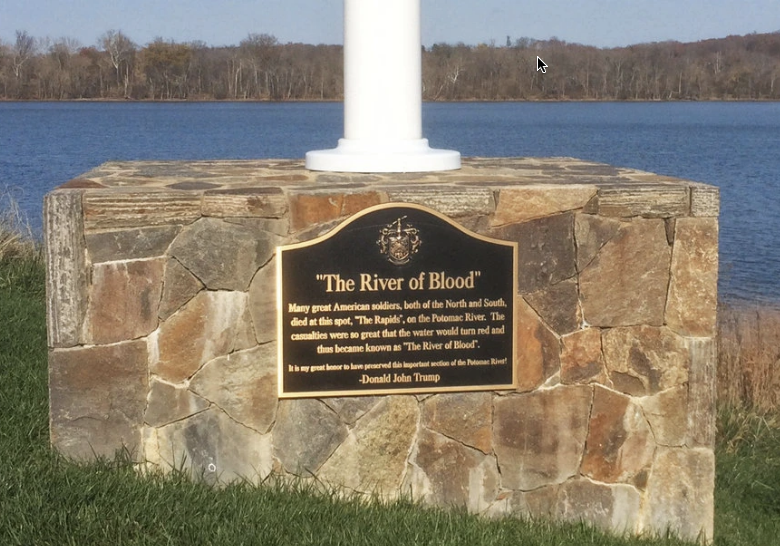 "The River of Blood"
Many great American soldiers, both of the North and South,
died at this spot, "The Rapids", on the Potomac River. The
casualties were so great that the water would turn red and
thus became known as "The River of Blood".
It is my great honor to have preserved this important section of the Potomac River!
-Donald John Trump